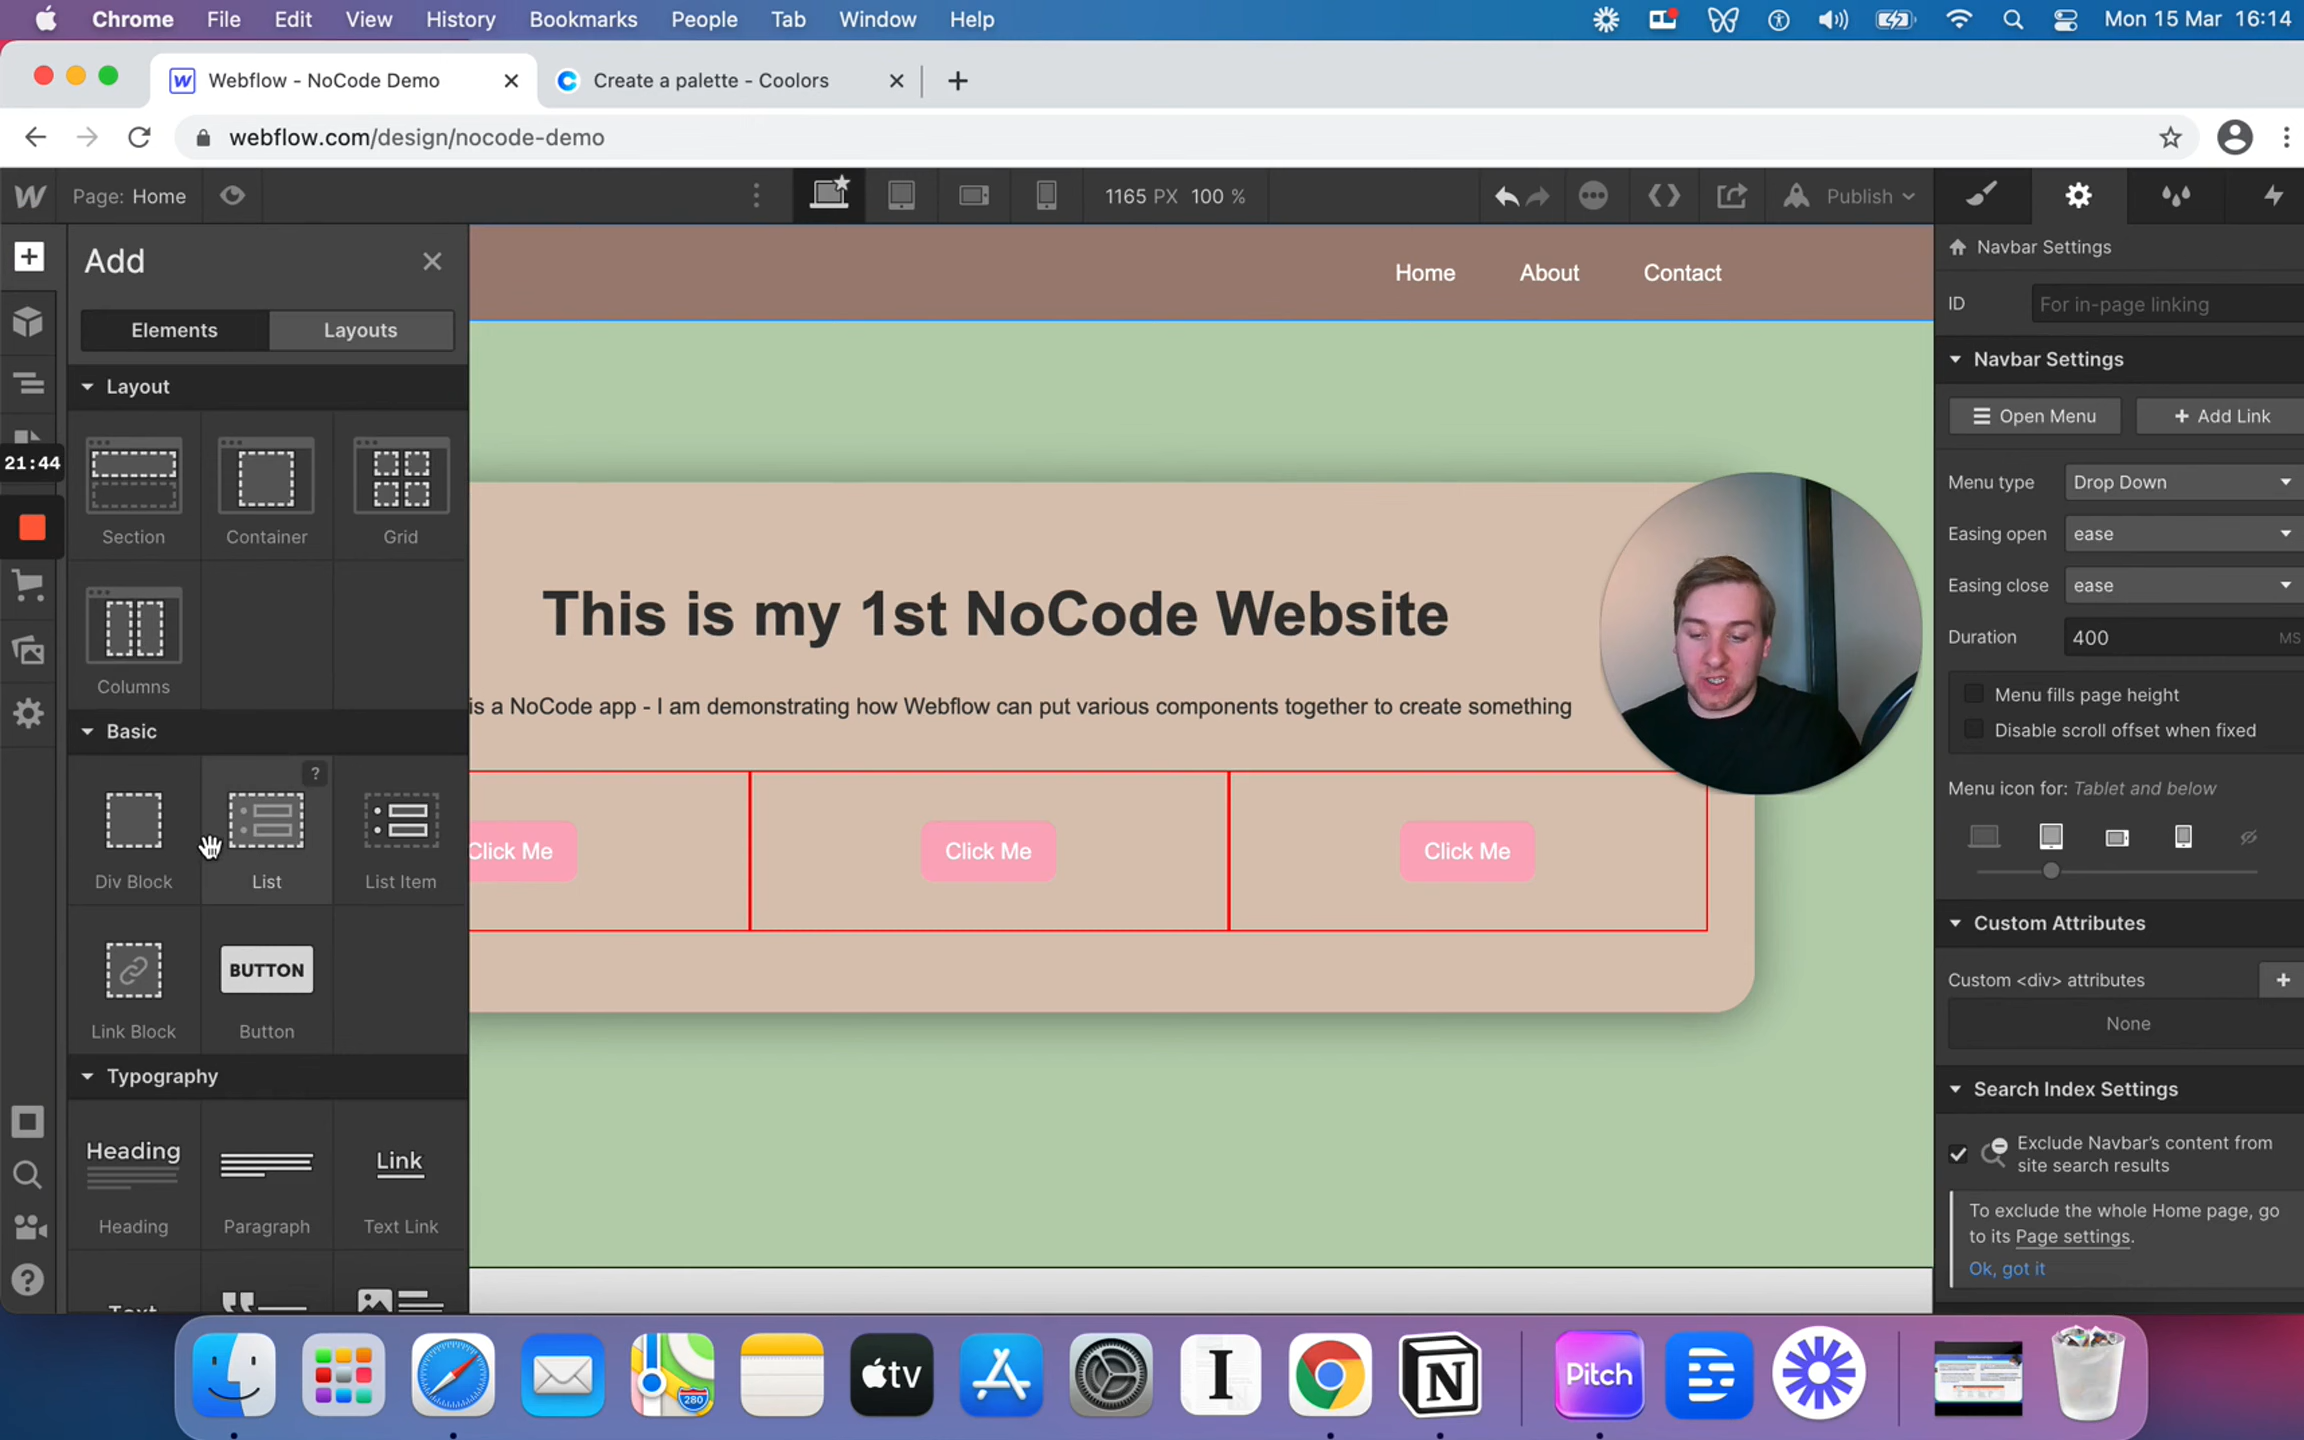 Chrome File Edit View History Bookmarks People Tab Window Help Mon 15 Mar 16:14
Webflow - NoCode Demo Create a palette - Coolors
webflow.com/design/nocode-demo
Page: Home 1165 PX 100 % Publish
Add
Elements Layouts
Layout
Section Container Grid
Columns
Basic
?
Div Block List List Item
BUTTON
Link Block Button
Typography
Heading Link
Heading Paragraph Text Link
21:44
Home About Contact
This is my 1st NoCode Website
is a NoCode app - I am demonstrating how Webflow can put various components together to create something
Click Me Click Me Click Me
Navbar Settings
ID For in-page linking
Navbar Settings
Open Menu + Add Link
Menu type Drop Down
Easing open ease
Easing close ease
Duration 400 MS
Menu fills page height
Disable scroll offset when fixed
Menu icon for: Tablet and below
Custom Attributes
Custom <div> attributes +
None
Search Index Settings
Exclude Navbar's content from
site search results
To exclude the whole Home page, go
to its Page settings.
Ok, got it
280 tv Pitch